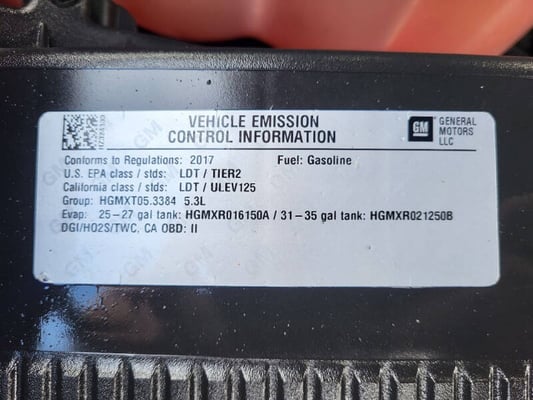 VEHICLE EMISSION
CONTROL INFORMATION
GM
GENERAL
MOTORS
LLC
Conforms to Regulations: 2017 Fuel: Gasoline
U.S. EPA class / stds: LDT / TIER2
California class / stds: LDT / ULEV125
Group: HGMXT05.3384 5.3L
Evap: 25-27 gal tank: HGMXR016150A / 31-35 gal tank: HGMXR021250B
DGI/HO2S/TWC, CA OBD: II